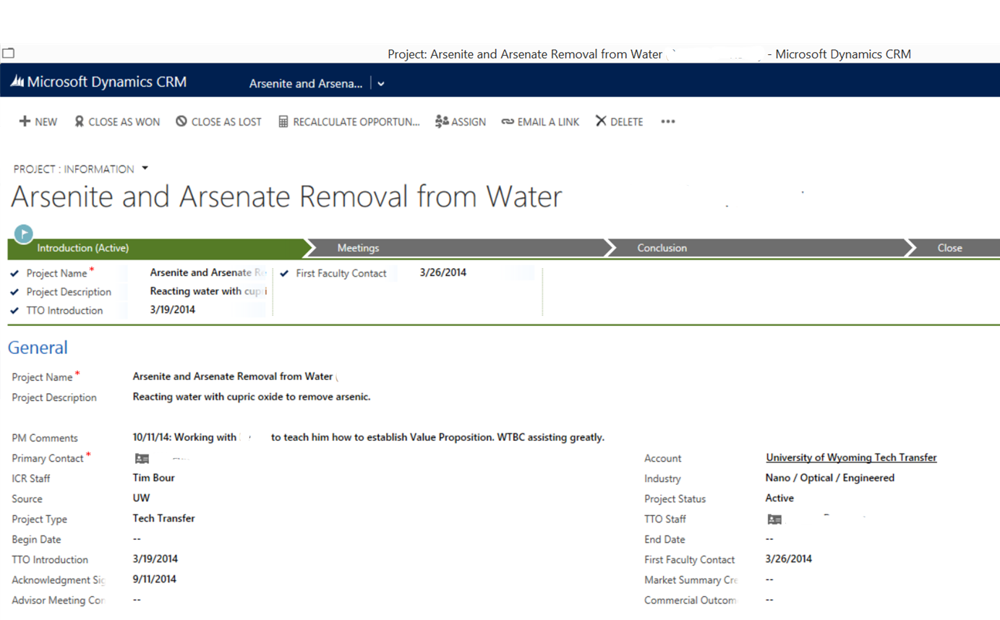 Project: Arsenite and Arsenate Removal from Water - Microsoft Dynamics CRM
Microsoft Dynamics CRM Arsenite and Arsena...
NEW CLOSE AS WON CLOSE AS LOST RECALCULATE OPPORTUN... ASSIGN EMAIL A LINK DELETE •••
PROJECT : INFORMATION
Arsenite and Arsenate Removal from Water
Introduction (Active) Meetings Conclusion Close
Project Name * Arsenite and Arsenate Re First Faculty Contact 3/26/2014
Project Description Reacting water with cupri
TTO Introduction 3/19/2014
General
Project Name * Arsenite and Arsenate Removal from Water (
Project Description Reacting water with cupric oxide to remove arsenic.
PM Comments 10/11/14: Working with to teach him how to establish Value Proposition. WTBC assisting greatly.
Primary Contact * Account University of Wyoming Tech Transfer
ICR Staff Tim Bour Industry Nano / Optical / Engineered
Source UW Project Status Active
Project Type Tech Transfer TTO Staff
Begin Date -- End Date --
TTO Introduction 3/19/2014 First Faculty Contact 3/26/2014
Acknowledgment Sig 9/11/2014 Market Summary Cre --
Advisor Meeting Con -- Commercial Outcom --